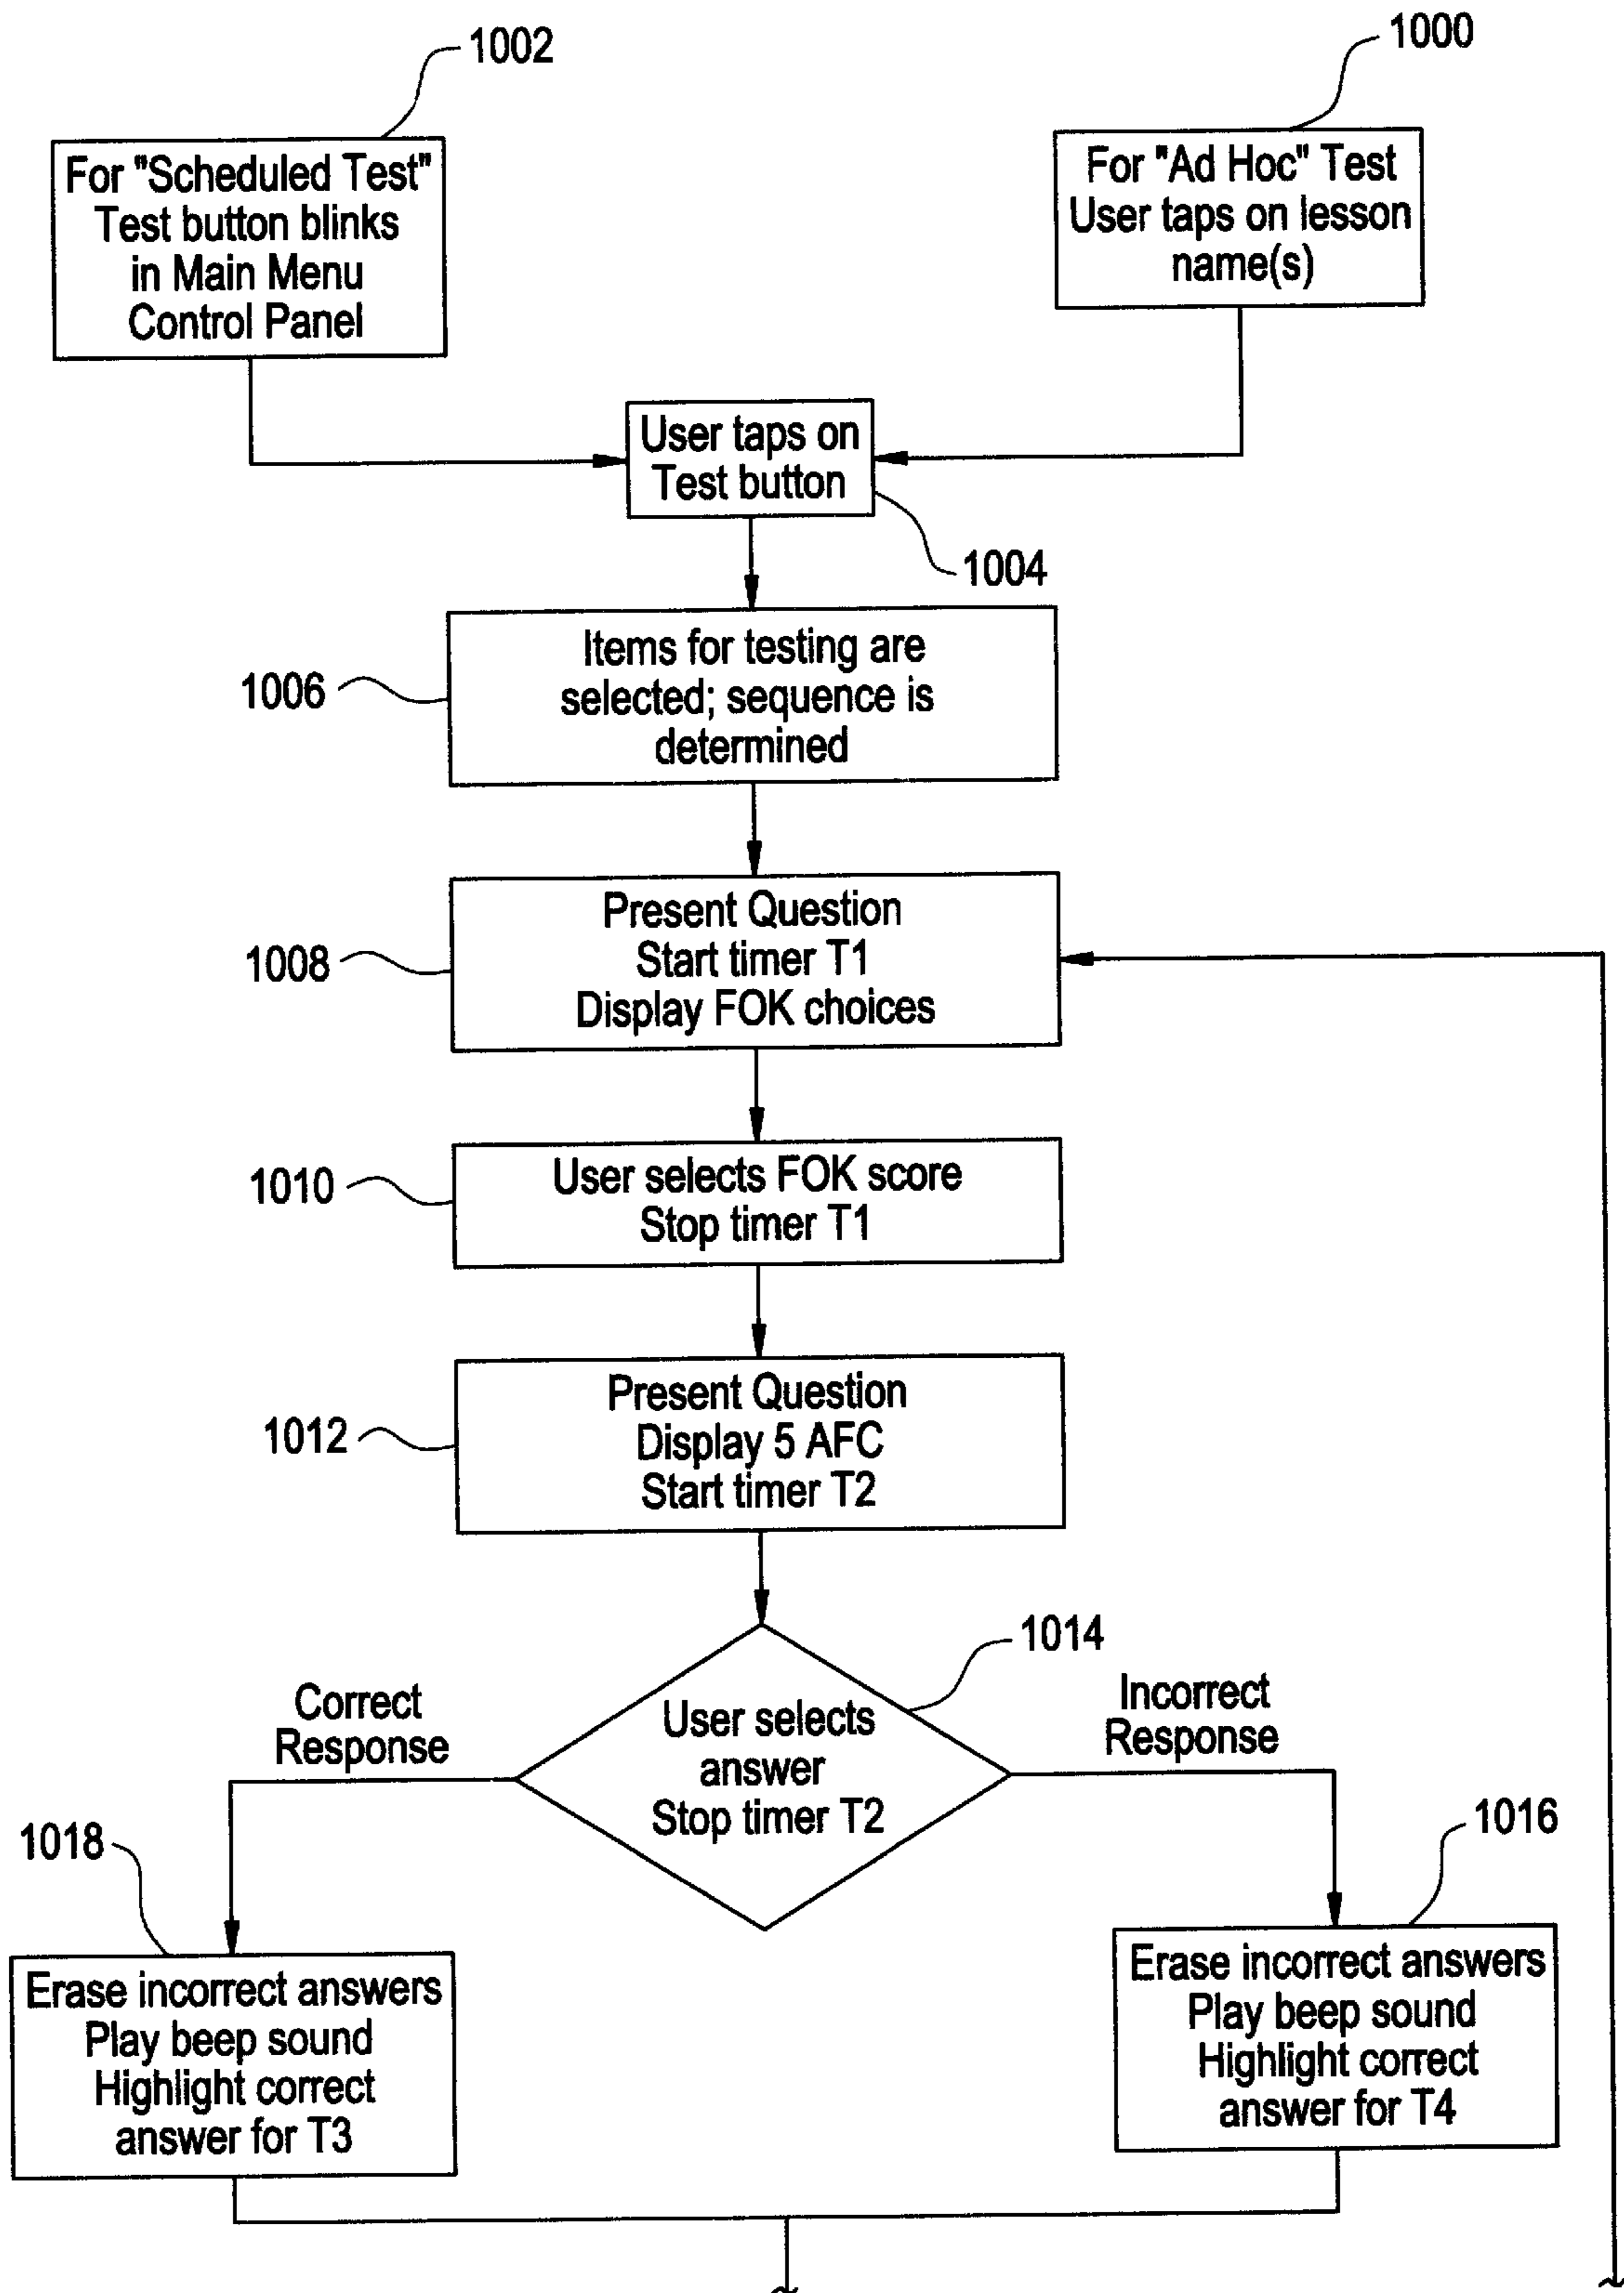 1002
1000
For "Scheduled Test"
Test button blinks
in Main Menu
Control Panel
For "Ad Hoc" Test
User taps on lesson
name(s)
User taps on
Test button
1004
Items for testing are
selected; sequence is
determined
1006
Present Question
Start timer T1
Display FOK choices
1008
User selects FOK score
Stop timer T1
1010
Present Question
Display 5 AFC
Start timer T2
1012
1014
User selects
answer
Stop timer T2
Correct
Response
Incorrect
Response
1018
1016
Erase incorrect answers
Play beep sound
Highlight correct
answer for T3
Erase incorrect answers
Play beep sound
Highlight correct
answer for T4